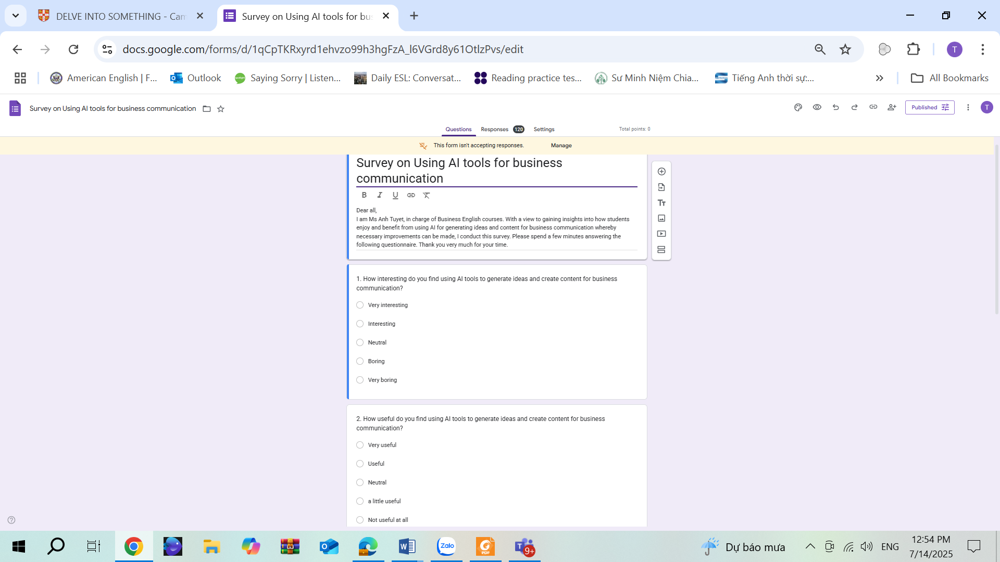 DELVE INTO SOMETHING - Cam
Survey on Using AI tools for bu
docs.google.com/forms/d/1qCpTKRxyrd1ehvzo99h3hgFzA_l6VGrd8y61OtlzPvs/edit
T
American English | F...
Outlook
Saying Sorry | Listen...
Daily ESL: Conversat...
Reading practice tes...
Sư Minh Niệm Chia...
Tiếng Anh thời sự:...
All Bookmarks
Survey on Using AI tools for business communication
Published
T
Questions
Responses 120
Settings
Total points: 0
This form isn't accepting responses.
Manage
Survey on Using AI tools for business
communication
B I U
Dear all,
I am Ms Anh Tuyet, in charge of Business English courses. With a view to gaining insights into how students
enjoy and benefit from using AI for generating ideas and content for business communication whereby
necessary improvements can be made, I conduct this survey. Please spend a few minutes answering the
following questionnaire. Thank you very much for your time.
Tт
1. How interesting do you find using AI tools to generate ideas and create content for business
communication?
Very interesting
Interesting
Neutral
Boring
Very boring
2. How useful do you find using AI tools to generate ideas and create content for business
communication?
Very useful
Useful
Neutral
a little useful
Not useful at all
Zalo
PDF
9+
Dự báo mưa
ENG
12:54 PM
7/14/2025